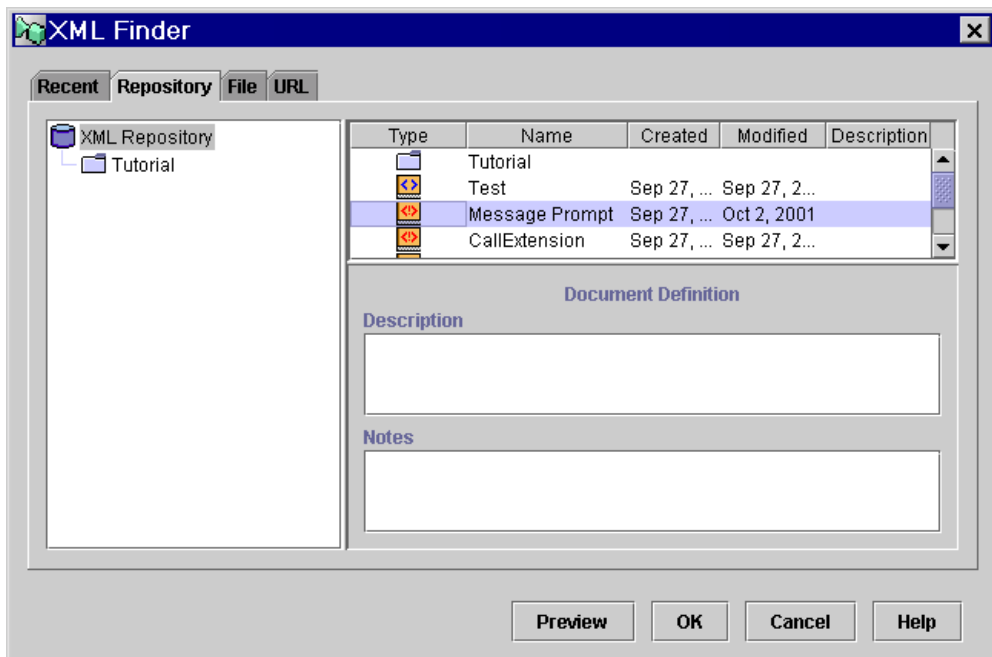 XML Finder
Recent Repository File URL
XML Repository
Tutorial
Type Name Created Modified Description
Tutorial
Test Sep 27, ... Sep 27, 2...
Message Prompt Sep 27, ... Oct 2, 2001
CallExtension Sep 27, ... Sep 27, 2...
Document Definition
Description
Notes
Preview OK Cancel Help